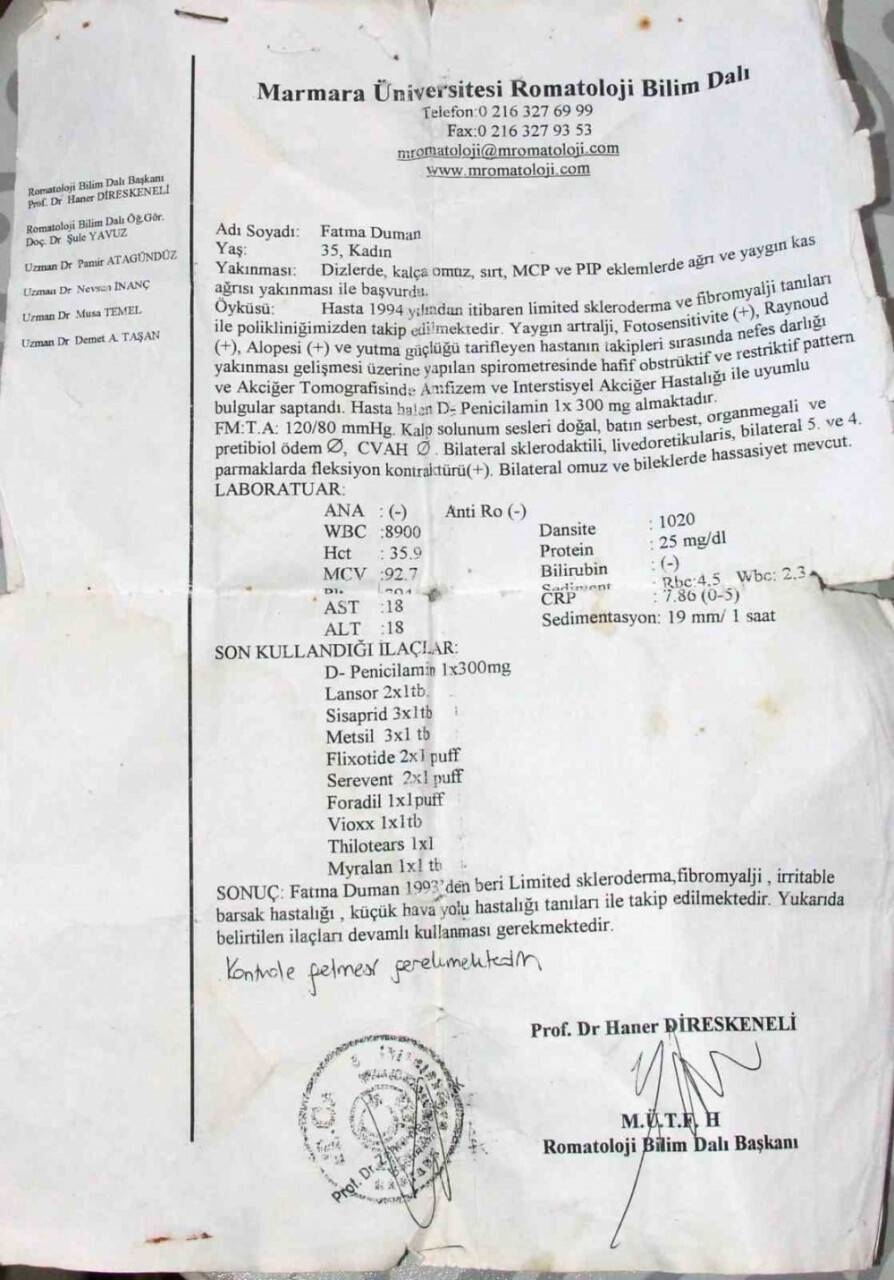 Marmara Üniversitesi Romatoloji Bilim Dalı
Telefon:0 216 327 69 99
Fax:0 216 327 93 53
mromatoloji@mromatoloji.com
www.mromatoloji.com
Romatoloji Bilim Dalı Başkanı
Prof. Dr Haner DİRESKENELİ
Romatoloji Bilim Dalı Öğ.Gör.
Doç. Dr Şule YAVUZ
Uzman Dr Pamir ATAGÜNDÜZ
Uzman Dr Nevsun İNANÇ
Uzman Dr Musa TEMEL
Uzman Dr Demet A. TAŞAN
Adı Soyadı: Fatma Duman
Yaş: 35, Kadın
Yakınması: Dizlerde, kalça omuz, sırt, MCP ve PIP eklemlerde ağrı ve yaygın kas
ağrısı yakınması ile başvurdu.
Öyküsü: Hasta 1994 yılından itibaren limited skleroderma ve fibromyalji tanıları
ile polikliniğimizden takip edilmektedir. Yaygın artralji, Fotosensitivite (+), Raynoud
(+), Alopesi (+) ve yutma güçlüğü tarifleyen hastanın takipleri sırasında nefes darlığı
yakınması gelişmesi üzerine yapılan spirometresinde hafif obstrüktif ve restriktif pattern
ve Akciğer Tomografisinde Amfizem ve Interstisyel Akciğer Hastalığı ile uyumlu
bulgular saptandı. Hasta halen D- Penicilamin 1x 300 mg almaktadır.
FM:T.A: 120/80 mmHg. Kalp solunum sesleri doğal, batın serbest, organmegali ve
pretibiol ödem Ø, CVAH Ø . Bilateral sklerodaktili, livedoretikularis, bilateral 5. ve 4.
parmaklarda fleksiyon kontraktürü(+). Bilateral omuz ve bileklerde hassasiyet mevcut.
LABORATUAR:
ANA : (-) Anti Ro (-)
WBC :8900 Dansite : 1020
Hct : 35.9 Protein : 25 mg/dl
MCV :92.7 Bilirubin : (-)
Sediment : Rbc:4.5 Wbc: 2.3
AST :18 CRP : 7.86 (0-5)
ALT :18 Sedimentasyon: 19 mm/ 1 saat
SON KULLANDIĞI İLAÇLAR:
D- Penicilamin 1x300mg
Lansor 2x1tb.
Sisaprid 3x1tb
Metsil 3x1 tb
Flixotide 2x1 puff
Serevent 2x1 puff
Foradil 1x1puff
Vioxx 1x1tb
Thilotears 1x1
Myralan 1x1 tb
SONUÇ: Fatma Duman 1993'den beri Limited skleroderma,fibromyalji , irritable
barsak hastalığı , küçük hava yolu hastalığı tanıları ile takip edilmektedir. Yukarıda
belirtilen ilaçları devamlı kullanması gerekmektedir.
Kontrole gelmesi gerekmektedir
Prof. Dr Haner DİRESKENELİ
M.Ü.T.F. H
Romatoloji Bilim Dalı Başkanı
Prof. Dr.